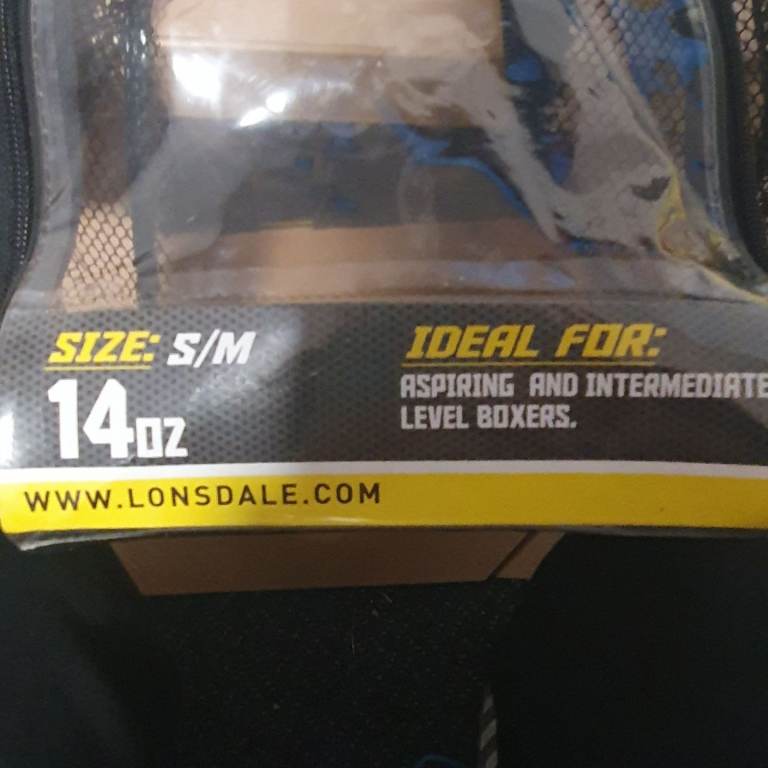 SIZE: S/M
14oz
IDEAL FOR:
ASPIRING AND INTERMEDIATE
LEVEL BOXERS.
WWW.LONSDALE.COM